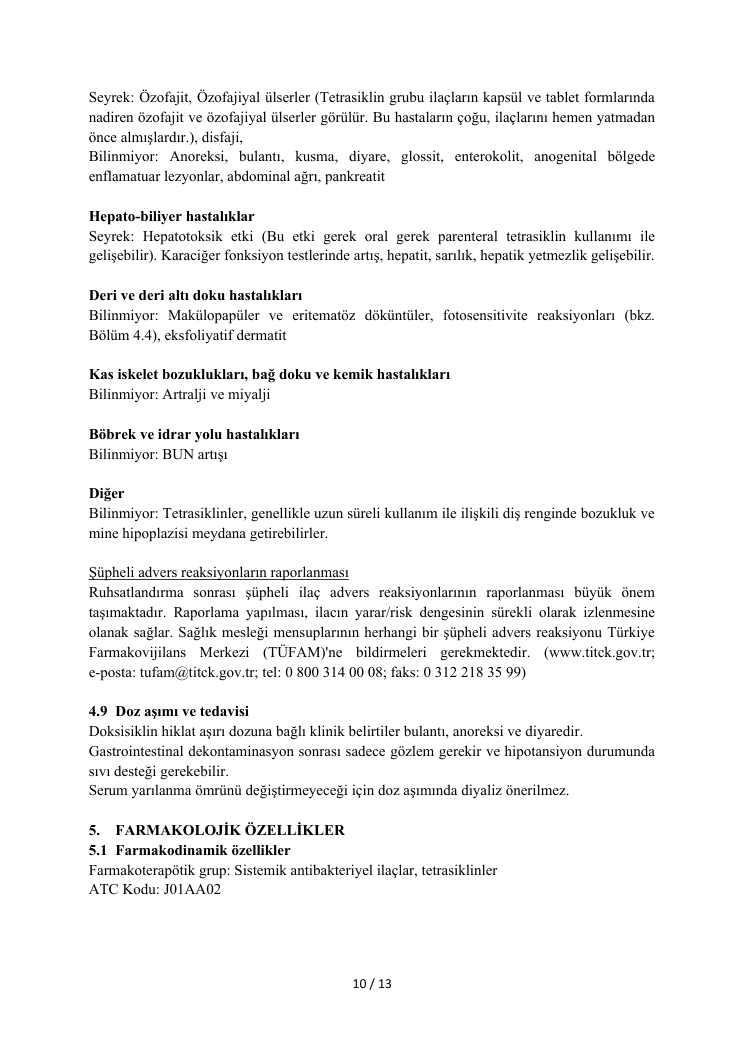 Seyrek: Özofajit, Özofajiyal ülserler (Tetrasiklin grubu ilaçların kapsül ve tablet formlarında
nadiren özofajit ve özofajiyal ülserler görülür. Bu hastaların çoğu, ilaçlarını hemen yatmadan
önce almışlardır.), disfaji,
Bilinmiyor: Anoreksi, bulantı, kusma, diyare, glossit, enterokolit, anogenital bölgede
enflamatuar lezyonlar, abdominal ağrı, pankreatit
Hepato-biliyer hastalıklar
Seyrek: Hepatotoksik etki (Bu etki gerek oral gerek parenteral tetrasiklin kullanımı ile
gelişebilir). Karaciğer fonksiyon testlerinde artış, hepatit, sarılık, hepatik yetmezlik gelişebilir.
Deri ve deri altı doku hastalıkları
Bilinmiyor: Makülopapüler ve eritematöz döküntüler, fotosensitivite reaksiyonları (bkz.
Bölüm 4.4), eksfoliyatif dermatit
Kas iskelet bozuklukları, bağ doku ve kemik hastalıkları
Bilinmiyor: Artralji ve miyalji
Böbrek ve idrar yolu hastalıkları
Bilinmiyor: BUN artışı
Diğer
Bilinmiyor: Tetrasiklinler, genellikle uzun süreli kullanım ile ilişkili diş renginde bozukluk ve
mine hipoplazisi meydana getirebilirler.
Şüpheli advers reaksiyonların raporlanması
Ruhsatlandırma sonrası şüpheli ilaç advers reaksiyonlarının raporlanması büyük önem
taşımaktadır. Raporlama yapılması, ilacın yarar/risk dengesinin sürekli olarak izlenmesine
olanak sağlar. Sağlık mesleği mensuplarının herhangi bir şüpheli advers reaksiyonu Türkiye
Farmakovijilans Merkezi (TÜFAM)'ne bildirmeleri gerekmektedir. (www.titck.gov.tr;
e-posta: tufam@titck.gov.tr; tel: 0 800 314 00 08; faks: 0 312 218 35 99)
4.9 Doz aşımı ve tedavisi
Doksisiklin hiklat aşırı dozuna bağlı klinik belirtiler bulantı, anoreksi ve diyaredir.
Gastrointestinal dekontaminasyon sonrası sadece gözlem gerekir ve hipotansiyon durumunda
sıvı desteği gerekebilir.
Serum yarılanma ömrünü değiştirmeyeceği için doz aşımında diyaliz önerilmez.
5. FARMAKOLOJİK ÖZELLİKLER
5.1 Farmakodinamik özellikler
Farmakoterapötik grup: Sistemik antibakteriyel ilaçlar, tetrasiklinler
ATC Kodu: J01AA02
10 / 13